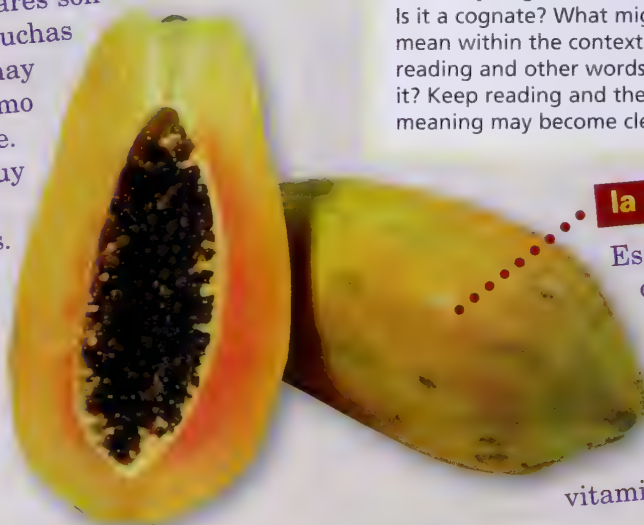 ares son
uchas
nay
mo
e.
uy
s.
Is it a cognate? What mig
mean within the context
reading and other words
it? Keep reading and the
meaning may become cle
la
Es
vitami